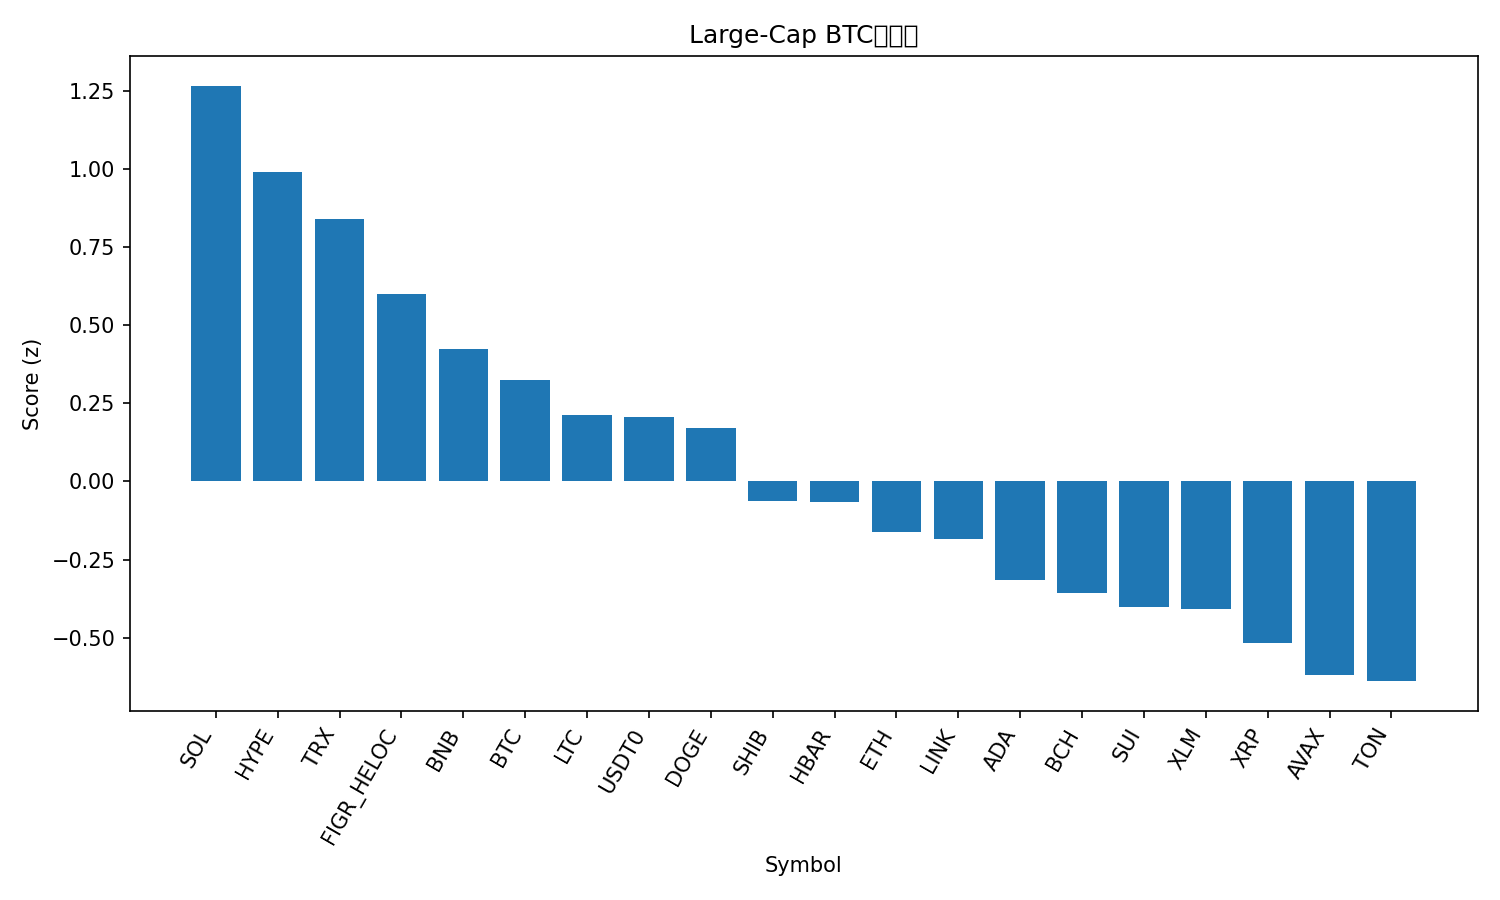 Large-Cap BTC
1.25
1.00
0.75
0.50
0.25
0.00
−0.25
−0.50
Score (z)
SOL
HYPE
TRX
FIGR_HELOC
BNB
BTC
LTC
USDT0
DOGE
SHIB
HBAR
ETH
LINK
ADA
BCH
SUI
XLM
XRP
AVAX
TON
Symbol